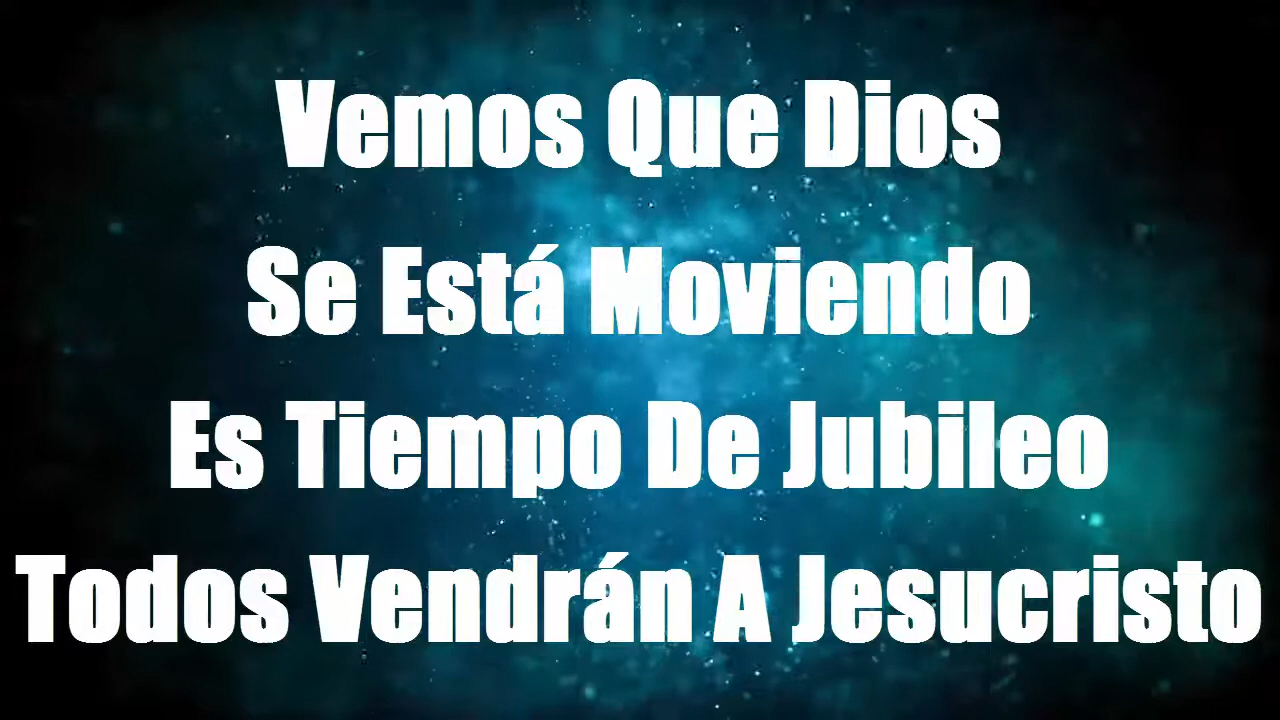 Vemos Que Dios
Se Está Moviendo
Es Tiempo De Jubileo
Todos Vendrán A Jesucristo